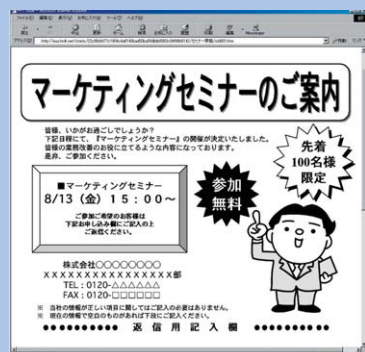 マーケティングセミナーのご案内
皆様、いかがお過ごしでしょうか？
下記日程にて、『マーケティングセミナー』の開催が決定いたしました。
皆様の業務改善のお役に立てるような内容になっております。
是非、ご参加ください。
先着
100名様
限定
■マーケティングセミナー
8/13（金）15：00～
ご参加ご希望のお客様は
下記お申し込み欄にご記入の上
ご返信ください。
参加
無料
株式会社○○○○○○○○
XXXXXXXXXXXXXXXX部
TEL：0120-△△△△△△
FAX：0120-□□□□□□
※ 当社の情報が正しい項目に関してはご記入の必要はありません。
※ 現在の情報で空白のものがあれば下段にご記入ください。
●●●●●●●●●● 返信用記入欄 ●●●●●●●●●●